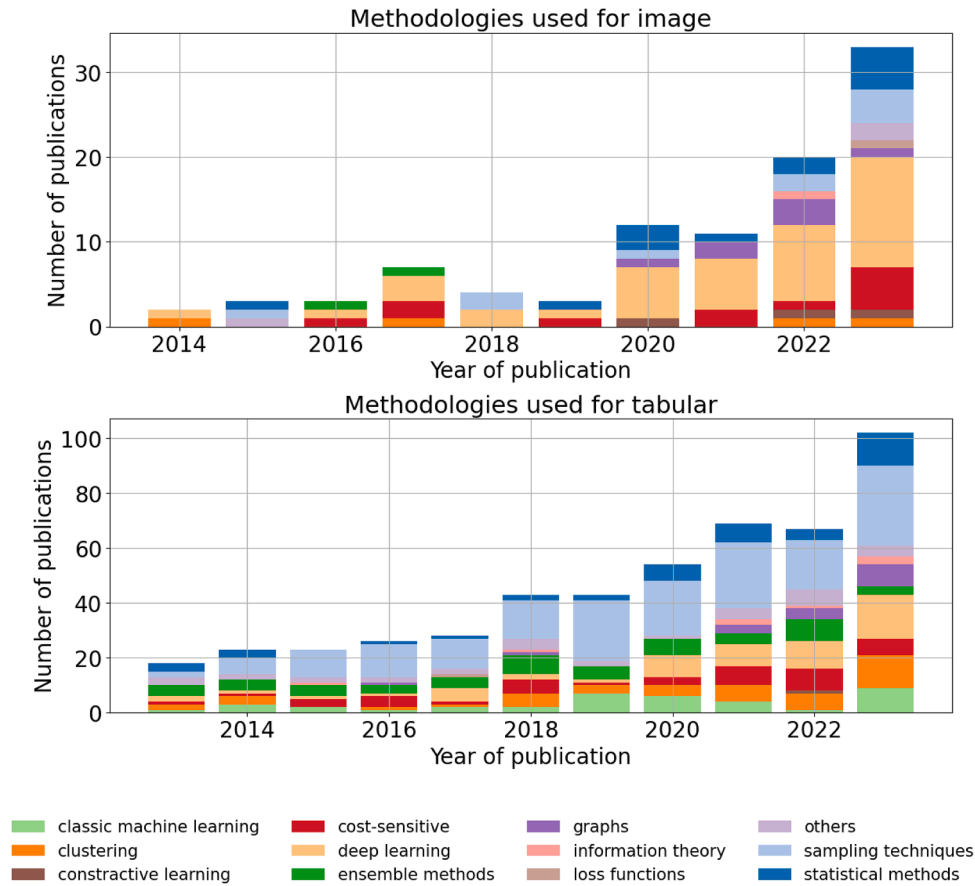 Methodologies used for image
Number of publications
30
20
10
0
2014 2016 2018 2020 2022
Year of publication
Methodologies used for tabular
Number of publications
100
80
60
40
20
0
2014 2016 2018 2020 2022
Year of publication
classic machine learning cost-sensitive graphs others
clustering deep learning information theory sampling techniques
constractive learning ensemble methods loss functions statistical methods